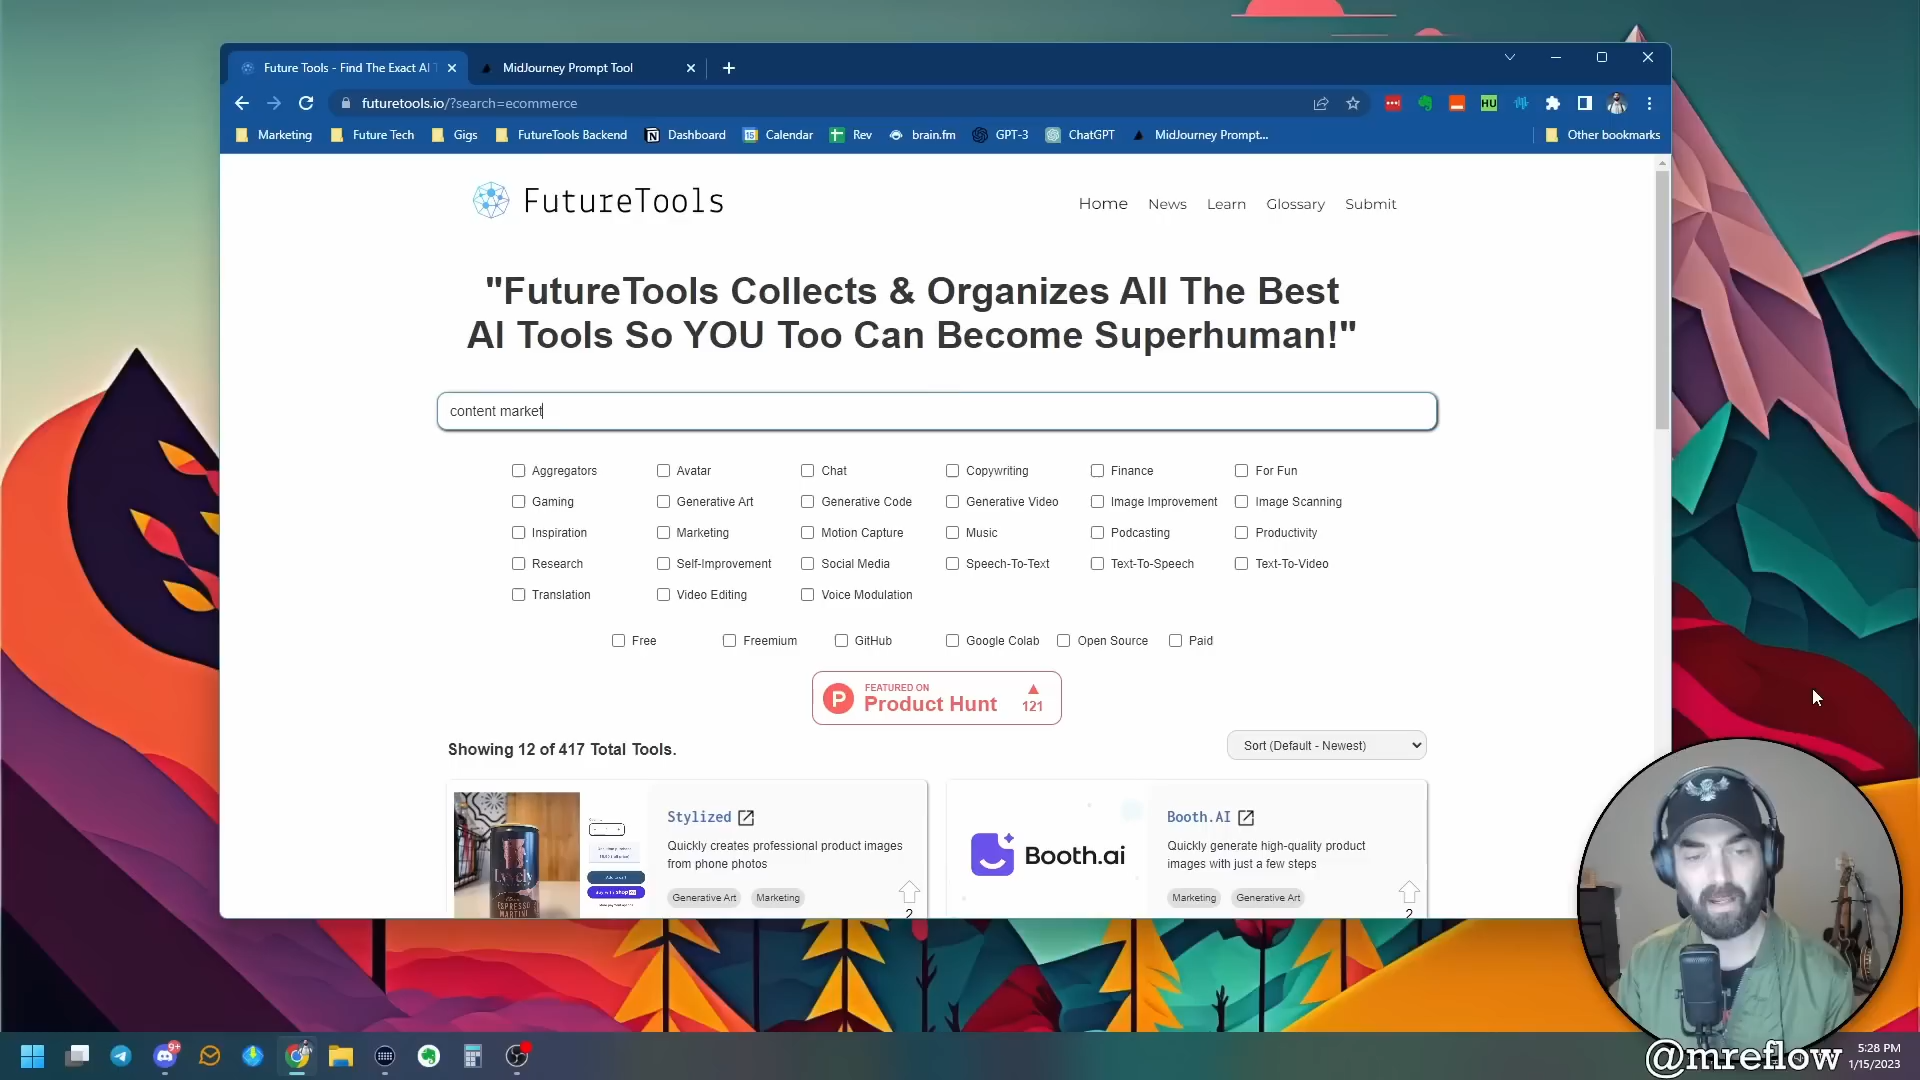 Future Tools - Find The Exact AI T
MidJourney Prompt Tool
futuretools.io/?search=ecommerce
HU
Marketing
Future Tech
Gigs
FutureTools Backend
Dashboard
Calendar
Rev
brain.fm
GPT-3
ChatGPT
MidJourney Prompt...
Other bookmarks
FutureTools
Home News Learn Glossary Submit
"FutureTools Collects & Organizes All The Best
AI Tools So YOU Too Can Become Superhuman!"
content market
Aggregators Avatar Chat Copywriting Finance For Fun
Gaming Generative Art Generative Code Generative Video Image Improvement Image Scanning
Inspiration Marketing Motion Capture Music Podcasting Productivity
Research Self-Improvement Social Media Speech-To-Text Text-To-Speech Text-To-Video
Translation Video Editing Voice Modulation
Free Freemium GitHub Google Colab Open Source Paid
P
FEATURED ON
Product Hunt
121
Showing 12 of 417 Total Tools.
Sort (Default - Newest)
Stylized
Quickly creates professional product images
from phone photos
Generative Art Marketing
2
ESPRESSO
MARTINI
Booth.ai
Booth.AI
Quickly generate high-quality product
images with just a few steps
Marketing Generative Art
2
9+
@mreflow
5:28 PM
1/15/2023